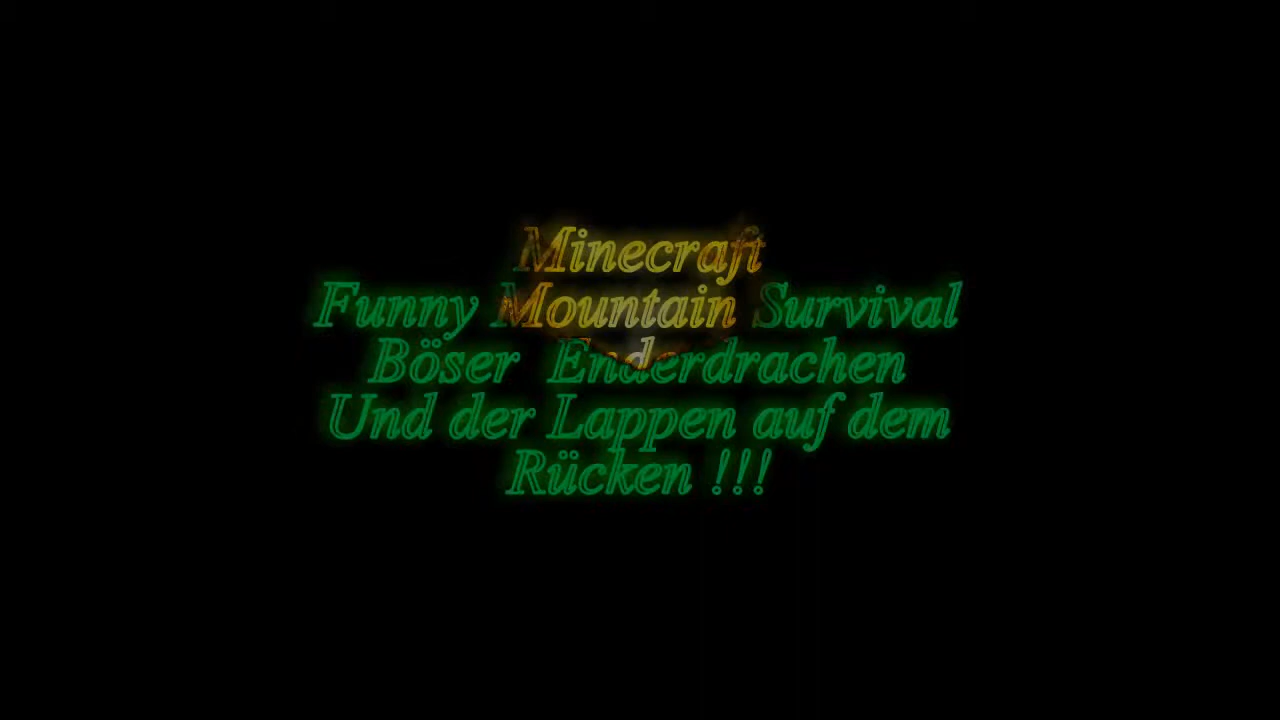 Minecraft
Funny Mountain Survival
Böser Enderdrachen
Und der Lappen auf dem
Rücken !!!